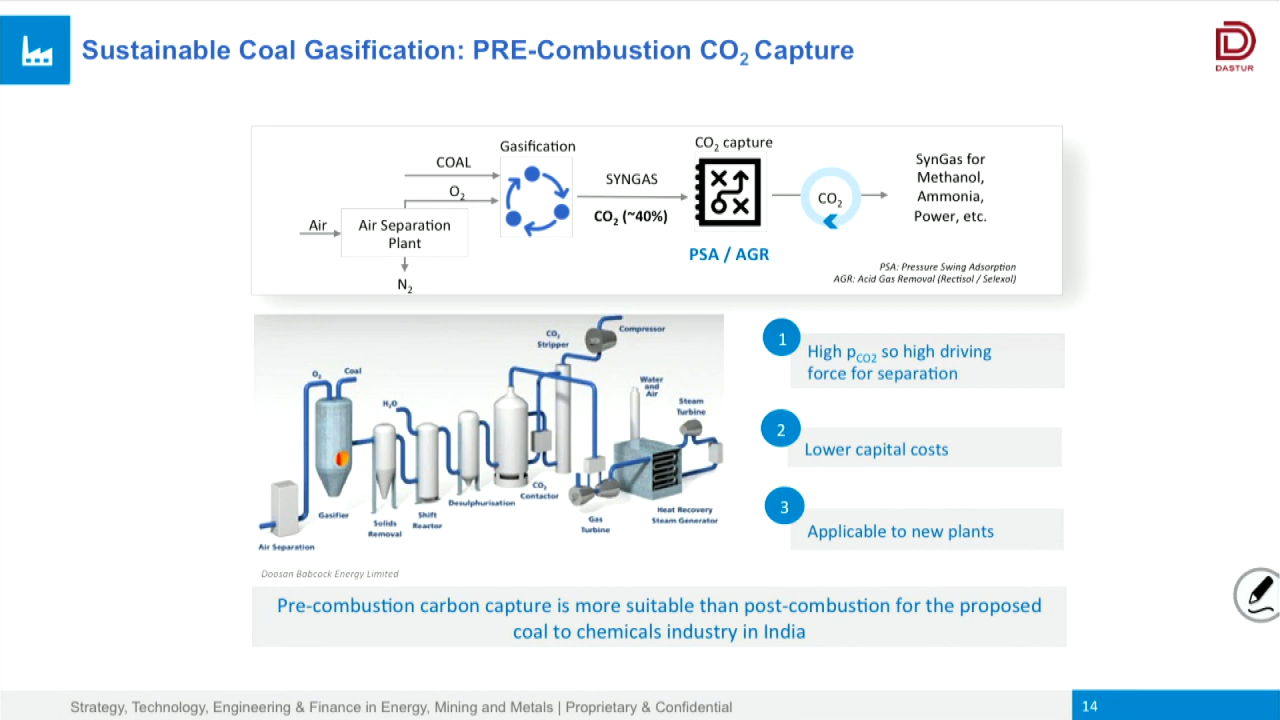 Sustainable Coal Gasification: PRE-Combustion CO₂ Capture
DASTUR
Gasification
CO₂ capture
COAL
O₂
Air
Air Separation
Plant
N₂
SYNGAS
CO₂ (~40%)
PSA / AGR
CO₂
SynGas for
Methanol,
Ammonia,
Power, etc.
PSA: Pressure Swing Adsorption
AGR: Acid Gas Removal (Rectisol / Selexol)
CO₂
Stripper
Compressor
O₂
Coal
H₂O
Water
and
Air
Steam
Turbine
Air Separation
Gasifier
Solids
Removal
Shift
Reactor
Desulphurisation
CO₂
Contactor
Gas
Turbine
Heat Recovery
Steam Generator
Doosan Babcock Energy Limited
1
High pCO2 so high driving
force for separation
2
Lower capital costs
3
Applicable to new plants
Pre-combustion carbon capture is more suitable than post-combustion for the proposed
coal to chemicals industry in India
Strategy, Technology, Engineering & Finance in Energy, Mining and Metals | Proprietary & Confidential
14